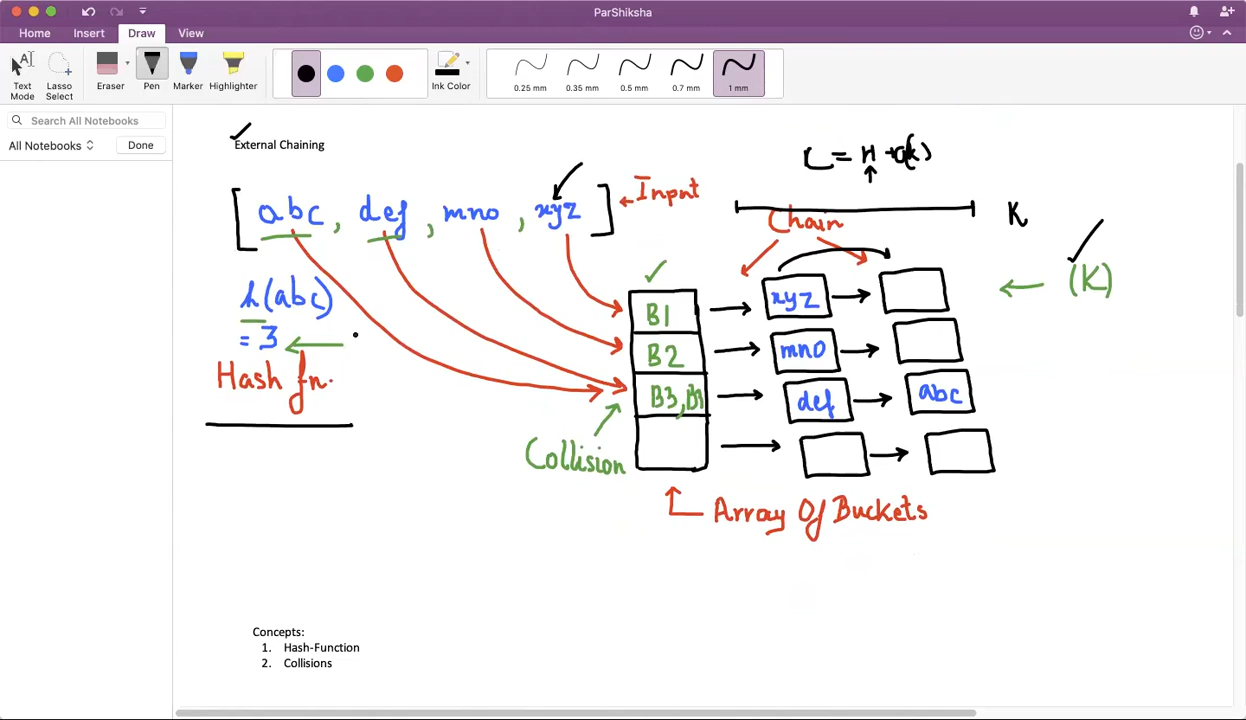 ParShiksha
Home Insert Draw View
Text Mode
Lasso Select
Eraser
Pen
Marker
Highlighter
Ink Color
0.25 mm
0.35 mm
0.5 mm
0.7 mm
1 mm
Search All Notebooks
All Notebooks
Done
External Chaining
[ abc, def, mno, xyz ] ← Input
K
Chain
h(abc)
= 3
Hash fn.
← (K)
B1 → xyz →
B2 → mno →
B3, → def → abc
Collision
Array Of Buckets
Concepts:
1. Hash-Function
2. Collisions